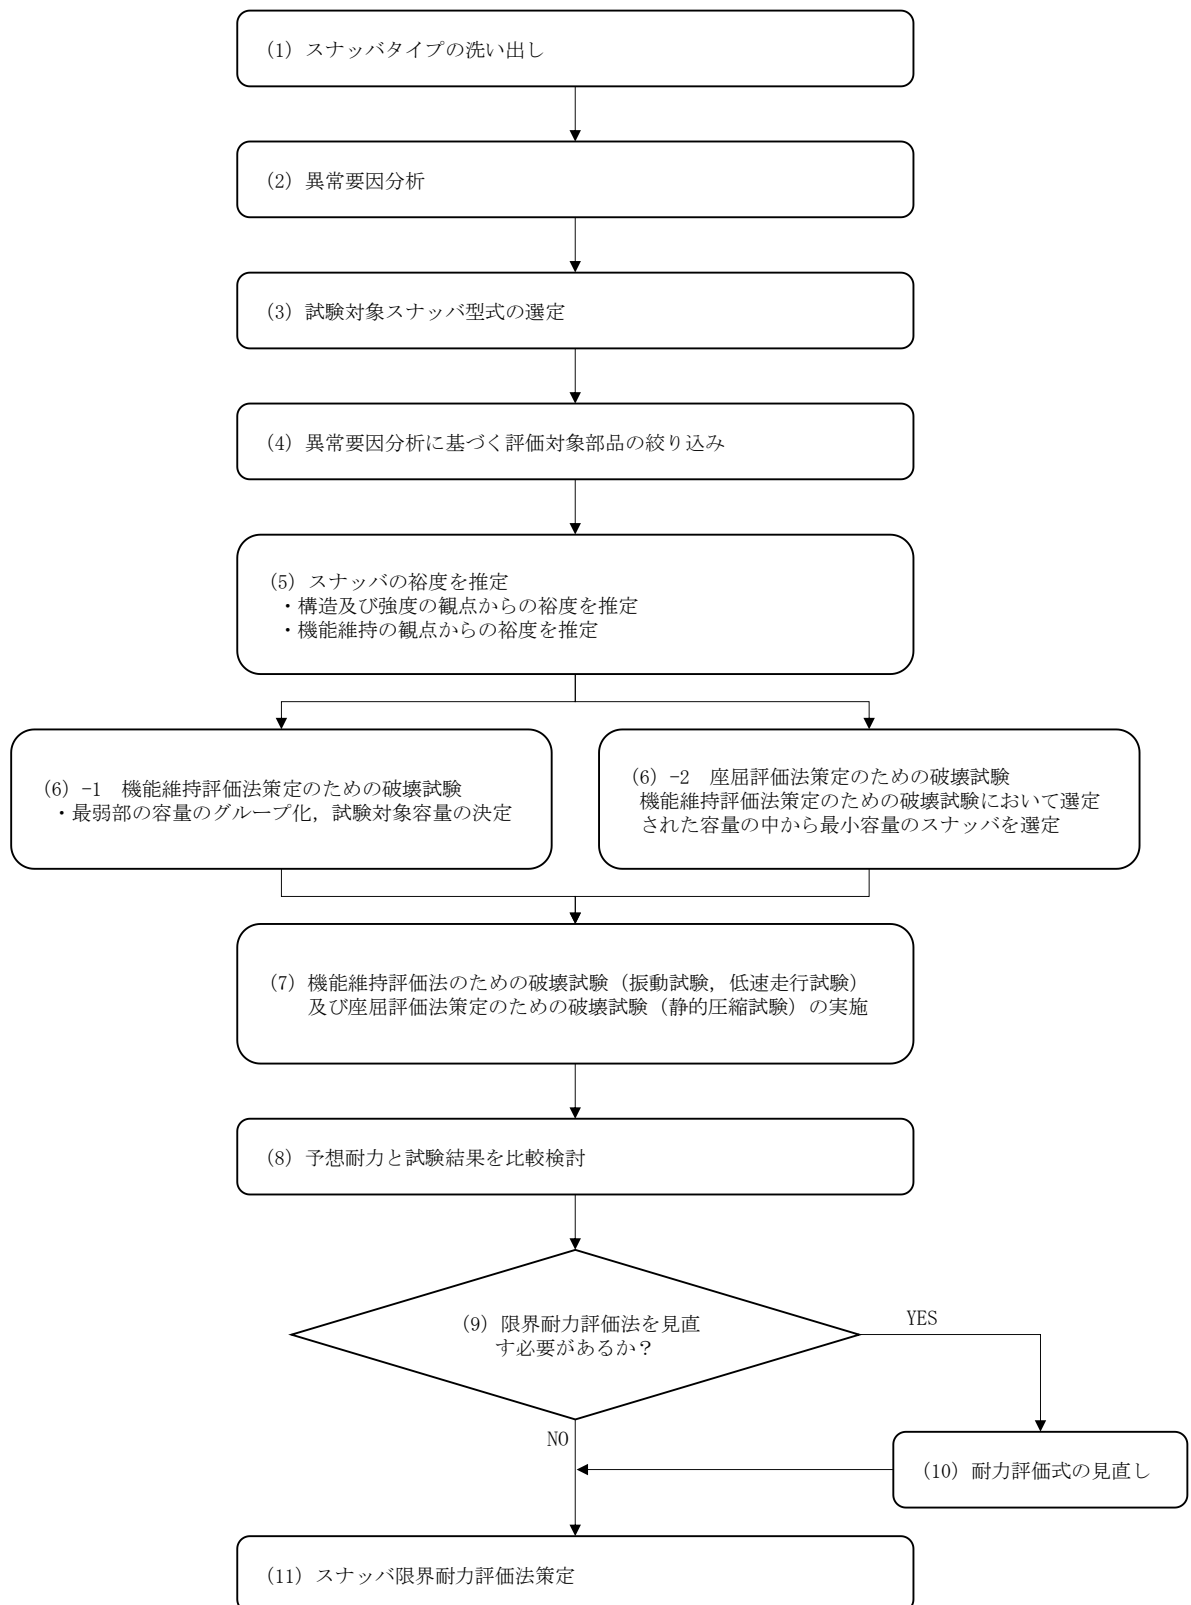 (1) スナッバタイプの洗い出し
(2) 異常要因分析
(3) 試験対象スナッバ型式の選定
(4) 異常要因分析に基づく評価対象部品の絞り込み
(5) スナッバの裕度を推定
・構造及び強度の観点からの裕度を推定
・機能維持の観点からの裕度を推定
(6)-1 機能維持評価法策定のための破壊試験
・最弱部の容量のグループ化，試験対象容量の決定
(6)-2 座屈評価法策定のための破壊試験
機能維持評価法策定のための破壊試験において選定
された容量の中から最小容量のスナッバを選定
(7) 機能維持評価法のための破壊試験（振動試験，低速走行試験）
及び座屈評価法策定のための破壊試験（静的圧縮試験）の実施
(8) 予想耐力と試験結果を比較検討
(9) 限界耐力評価法を見直
す必要があるか？
YES
NO
(10) 耐力評価式の見直し
(11) スナッバ限界耐力評価法策定